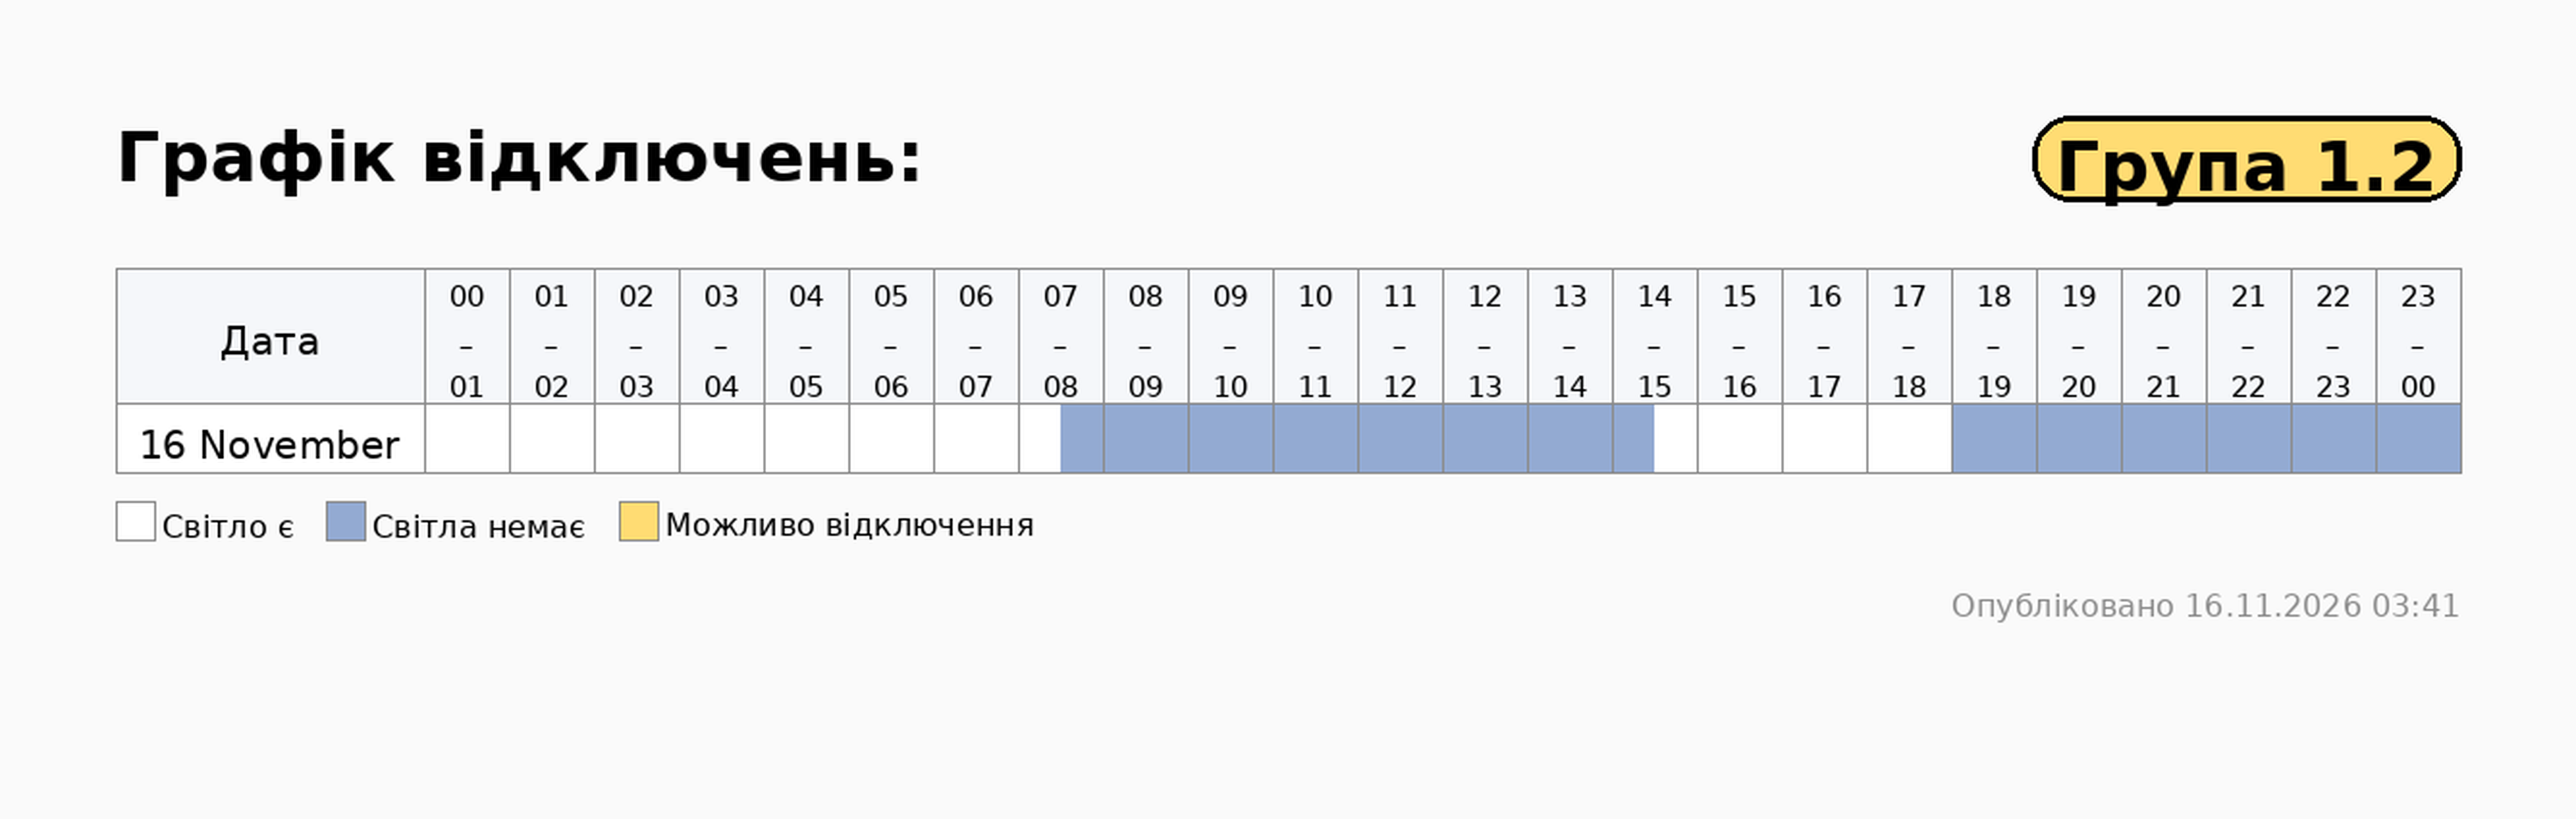 Графік відключень:
Група 1.2
Дата
00 – 01
01 – 02
02 – 03
03 – 04
04 – 05
05 – 06
06 – 07
07 – 08
08 – 09
09 – 10
10 – 11
11 – 12
12 – 13
13 – 14
14 – 15
15 – 16
16 – 17
17 – 18
18 – 19
19 – 20
20 – 21
21 – 22
22 – 23
23 – 00
16 November
Світло є
Світла немає
Можливо відключення
Опубліковано 16.11.2026 03:41